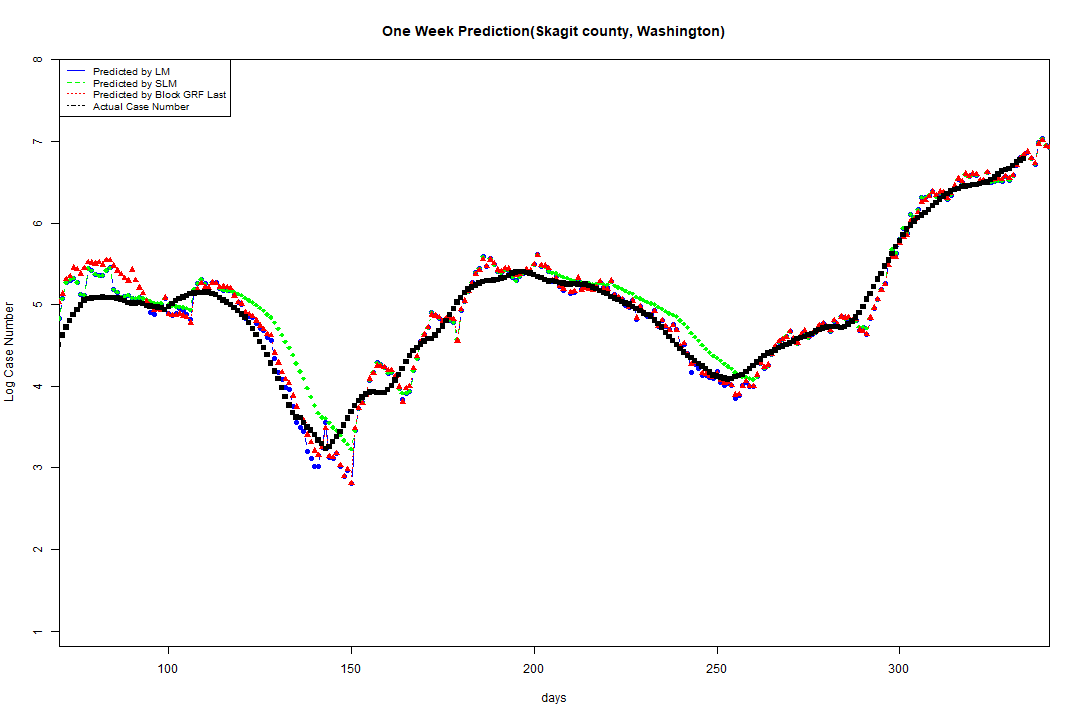 One Week Prediction(Skagit county, Washington)
Predicted by LM
Predicted by SLM
Predicted by Block GRF Last
Actual Case Number
8
7
6
5
4
3
2
1
Log Case Number
100 150 200 250 300
days